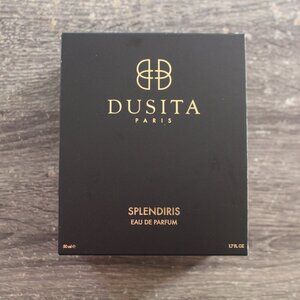 DUSITA
PARIS
SPLENDIRIS
EAU DE PARFUM
50 ml ℮ 1.7 FL OZ